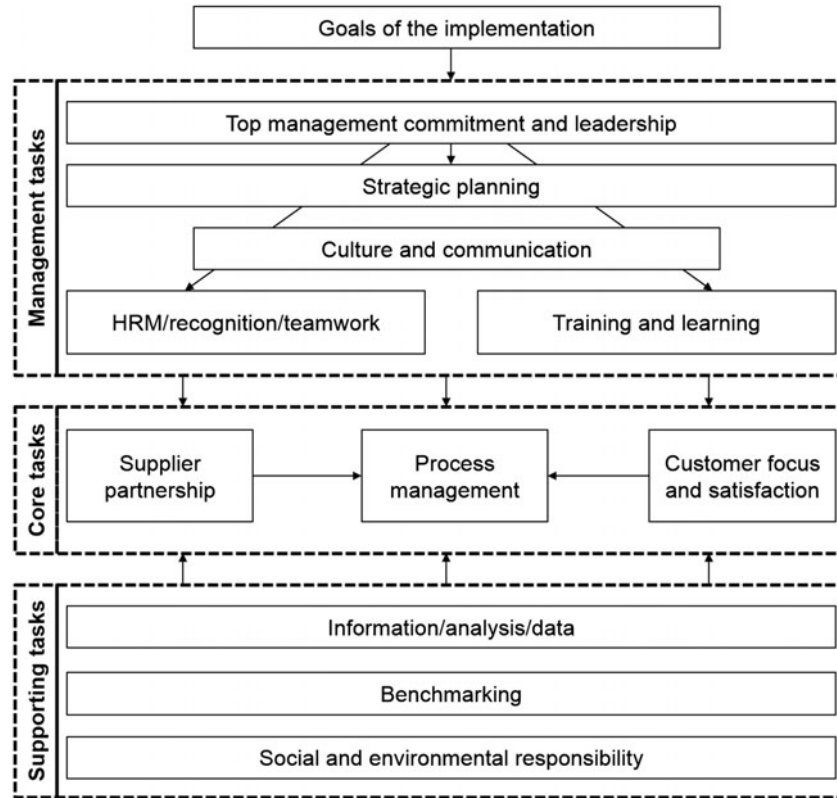 Goals of the implementation
Management tasks
Top management commitment and leadership
Strategic planning
Culture and communication
HRM/recognition/teamwork
Training and learning
Core tasks
Supplier
partnership
Process
management
Customer focus
and satisfaction
Supporting tasks
Information/analysis/data
Benchmarking
Social and environmental responsibility